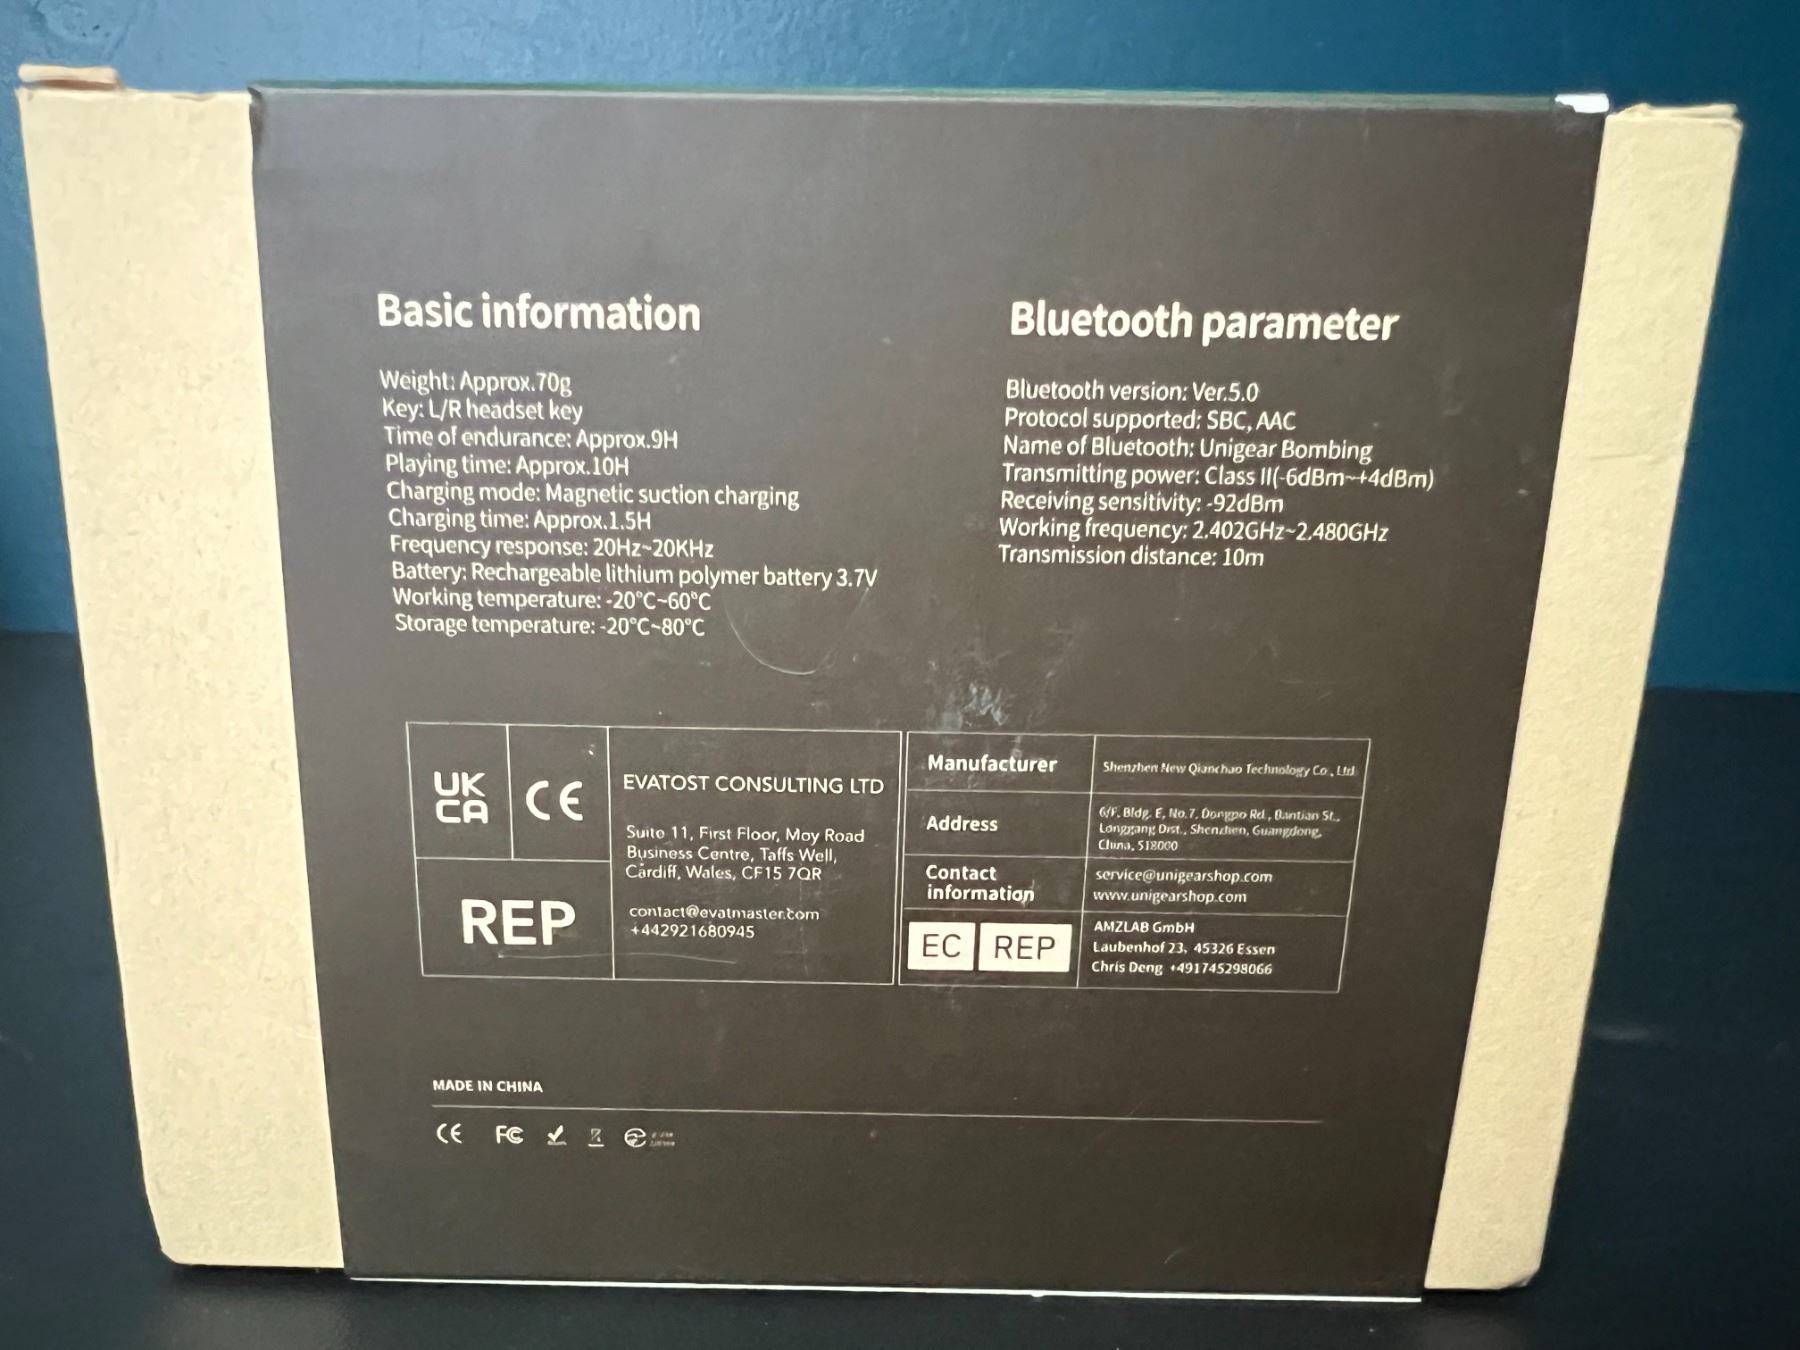 Basic information
Weight: Approx.70g
Key: L/R headset key
Time of endurance: Approx.9H
Playing time: Approx.10H
Charging mode: Magnetic suction charging
Charging time: Approx.1.5H
Frequency response: 20Hz~20KHz
Battery: Rechargeable lithium polymer battery 3.7V
Working temperature: -20°C~60°C
Storage temperature: -20°C~80°C
Bluetooth parameter
Bluetooth version: Ver.5.0
Protocol supported: SBC, AAC
Name of Bluetooth: Unigear Bombing
Transmitting power: Class II(-6dBm~+4dBm)
Receiving sensitivity: -92dBm
Working frequency: 2.402GHz~2.480GHz
Transmission distance: 10m
UK
CA
CE
REP
EVATOST CONSULTING LTD
Suite 11, First Floor, Moy Road
Business Centre, Taffs Well,
Cardiff, Wales, CF15 7QR
contact@evatmaster.com
+442921680945
Manufacturer
Shenzhen New Qianchao Technology Co., Ltd
Address
6/F. Bldg. E, No.7, Dongpo Rd., Bantian St.,
Longgang Dist., Shenzhen, Guangdong,
China, 518000
Contact
information
service@unigearshop.com
www.unigearshop.com
EC REP
AMZLAB GmbH
Laubenhof 23, 45326 Essen
Chris Deng +491745298066
MADE IN CHINA
CE FC